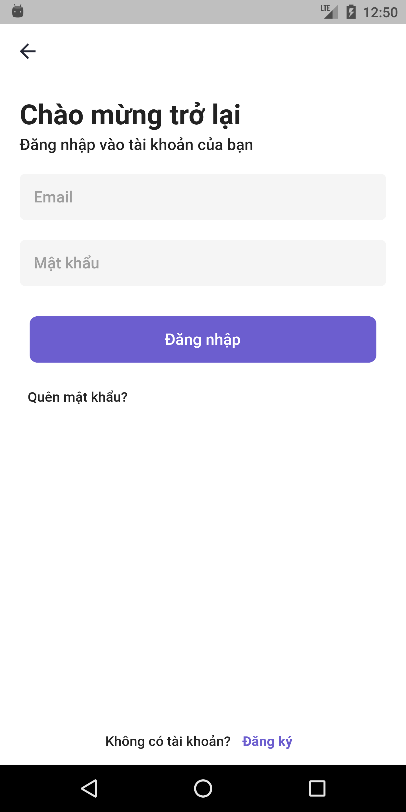 LTE 12:50
Chào mừng trở lại
Đăng nhập vào tài khoản của bạn
Email
Mật khẩu
Đăng nhập
Quên mật khẩu?
Không có tài khoản? Đăng ký